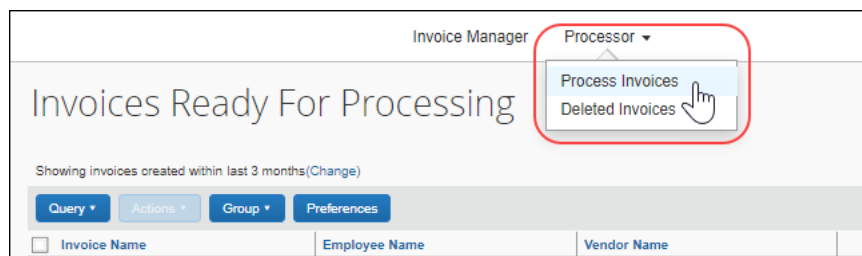 Invoice Manager Processor
Process Invoices
Deleted Invoices
Invoices Ready For Processing
Showing invoices created within last 3 months(Change)
Query Actions Group Preferences
Invoice Name Employee Name Vendor Name